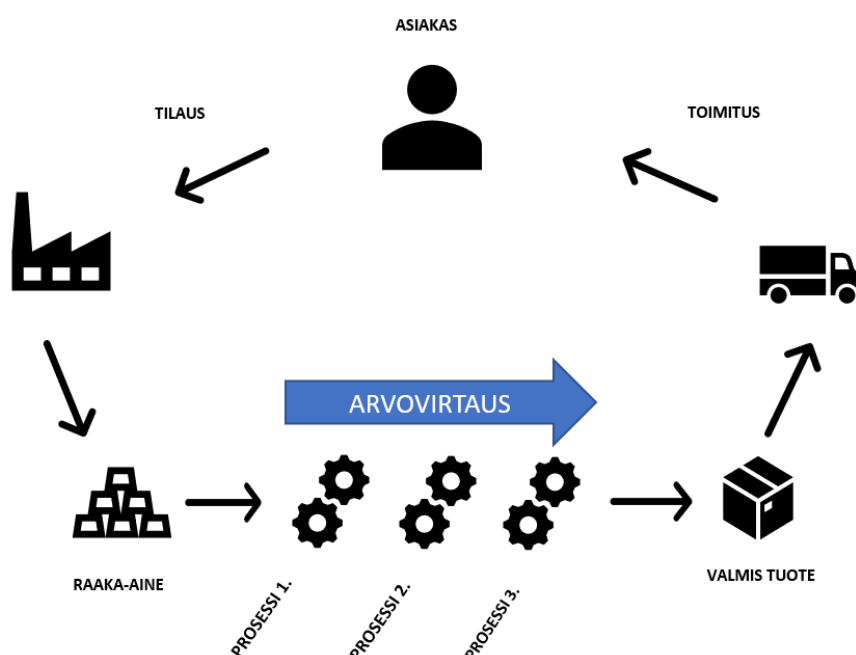 ASIAKAS
TILAUS
TOIMITUS
ARVOVIRTAUS
RAAKA-AINE
PROSESSI 1.
PROSESSI 2.
PROSESSI 3.
VALMIS TUOTE